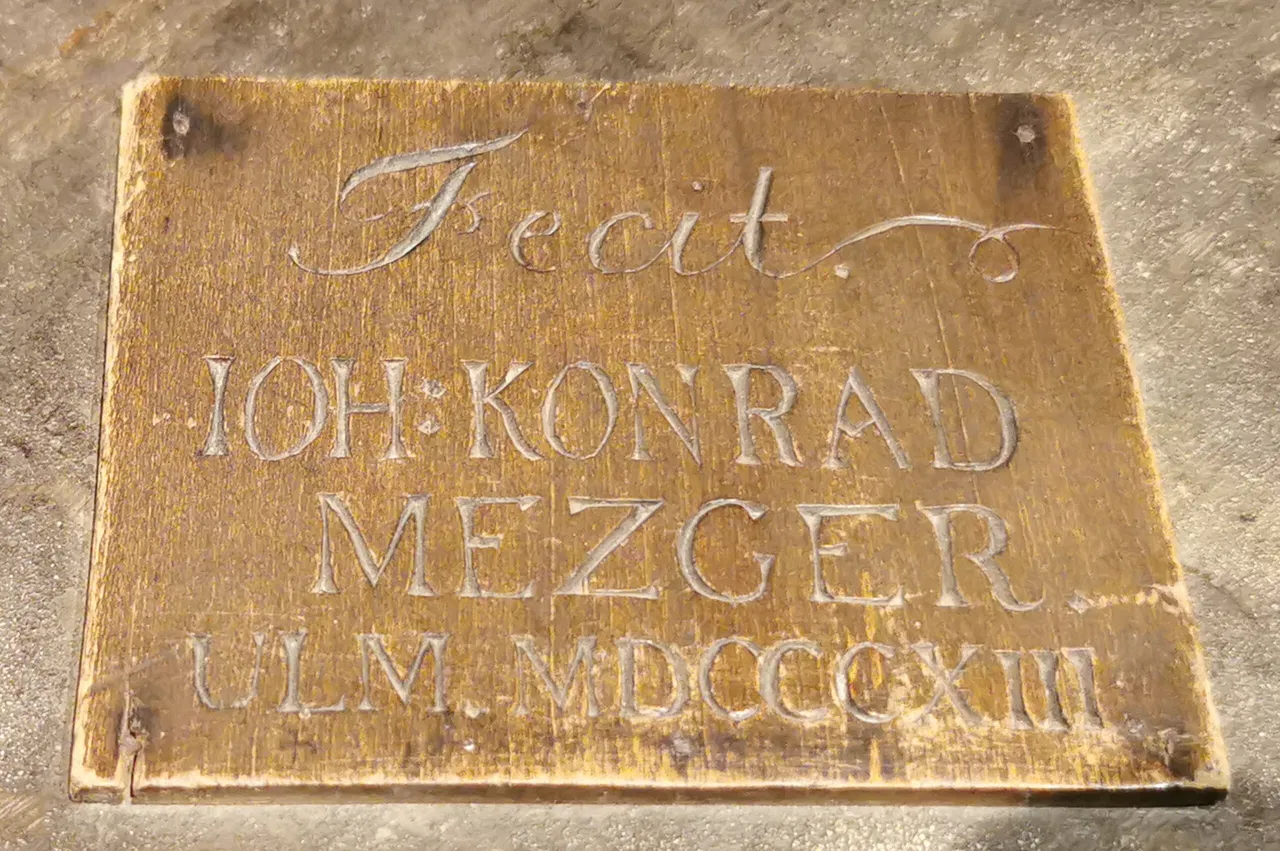 Fecit.
IOH: KONRAD
MEZGER.
ULM. MDCCCXIII